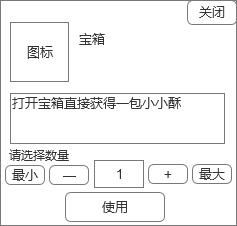 关闭
图标
宝箱
打开宝箱直接获得一包小小酥
请选择数量
最小
—
1
+
最大
使用